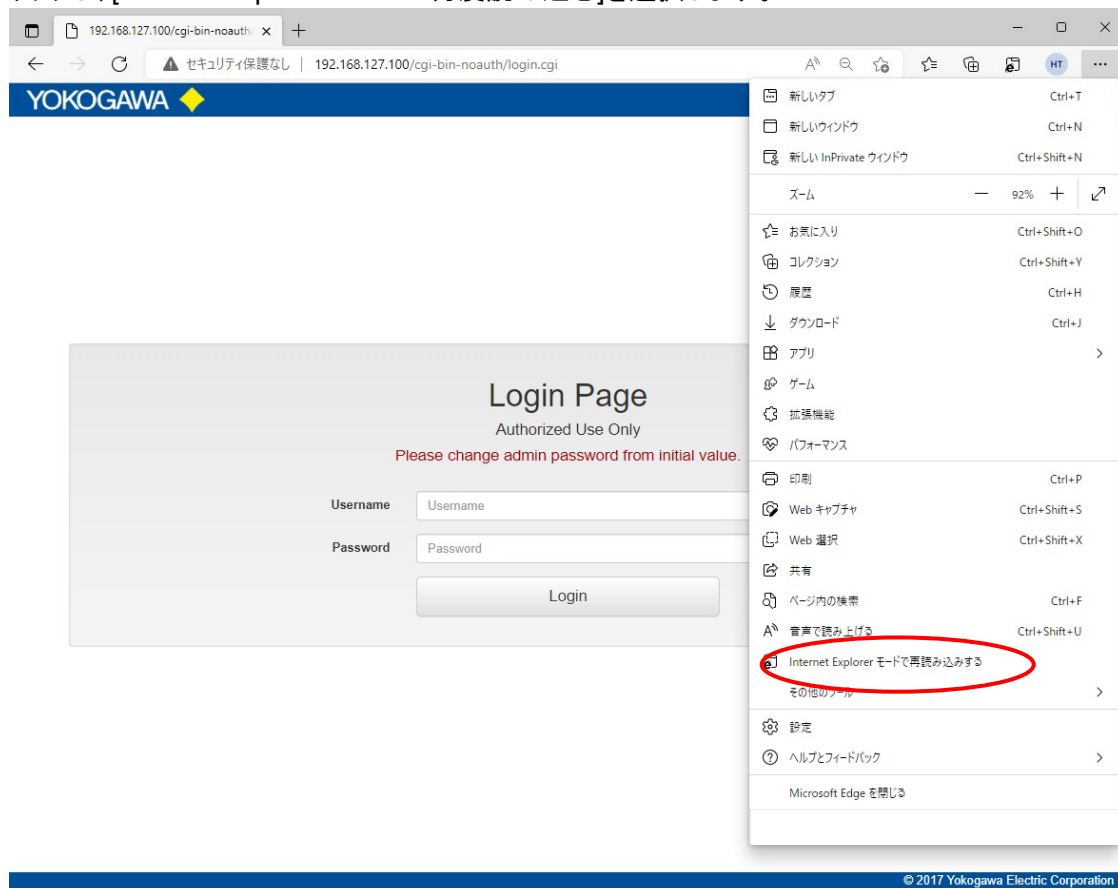 192.168.127.100/cgi-bin-noauth/
セキュリティ保護なし | 192.168.127.100/cgi-bin-noauth/login.cgi
HT
YOKOGAWA
新しいタブ Ctrl+T
新しいウィンドウ Ctrl+N
新しい InPrivate ウィンドウ Ctrl+Shift+N
ズーム 92%
お気に入り Ctrl+Shift+O
コレクション Ctrl+Shift+Y
履歴 Ctrl+H
ダウンロード Ctrl+J
アプリ
ゲーム
拡張機能
パフォーマンス
印刷 Ctrl+P
Web キャプチャ Ctrl+Shift+S
Web 選択 Ctrl+Shift+X
共有
ページ内の検索 Ctrl+F
音声で読み上げる Ctrl+Shift+U
Internet Explorer モードで再読み込みする
その他のツール
設定
ヘルプとフィードバック
Microsoft Edge を閉じる
Login Page
Authorized Use Only
Please change admin password from initial value.
Username Username
Password Password
Login
© 2017 Yokogawa Electric Corporation